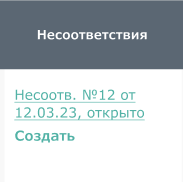 Несоответствия
Несоотв. №12 от
12.03.23, открыто
Создать